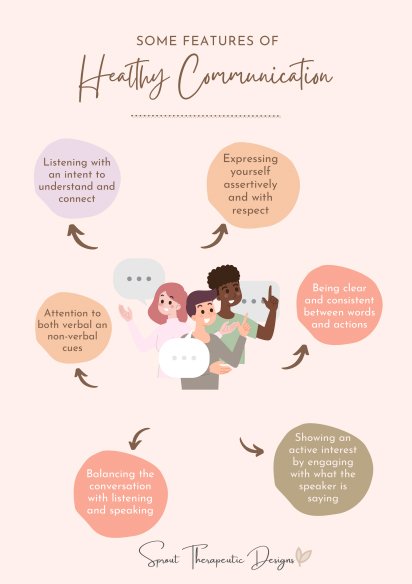 SOME FEATURES OF
Healthy Communication
Listening with
an intent to
understand and
connect
Expressing
yourself
assertively
and with
respect
Attention to
both verbal an
non-verbal
cues
Being clear
and consistent
between words
and actions
Balancing the
conversation
with listening
and speaking
Showing an
active interest
by engaging
with what the
speaker is
saying
Sprout Therapeutic Designs